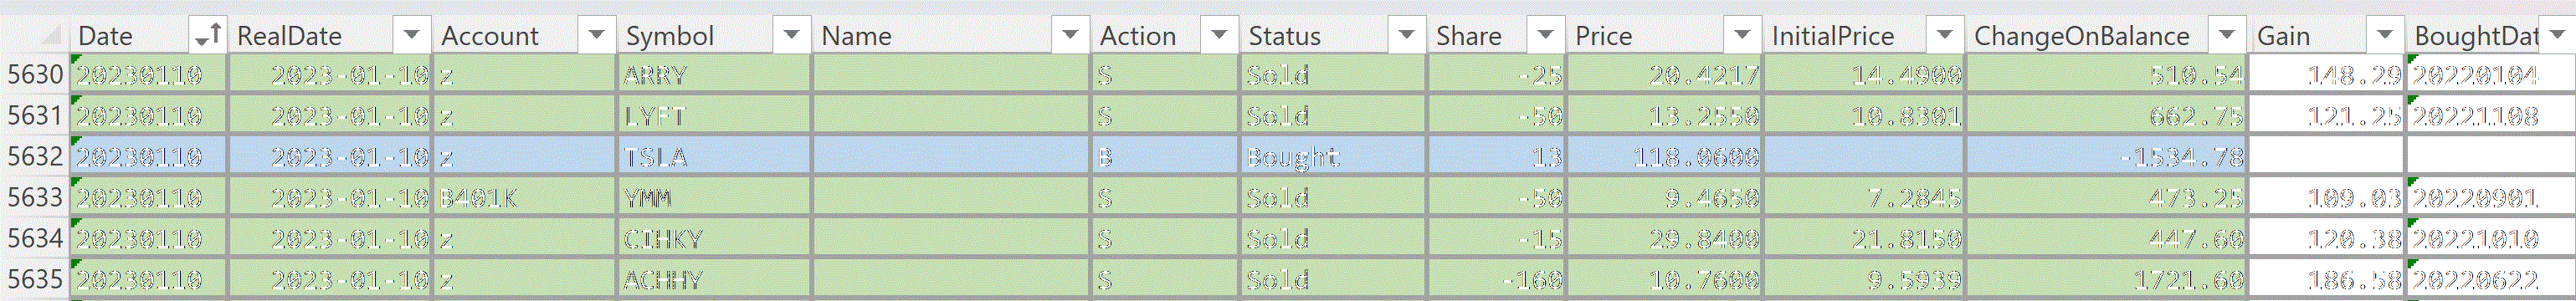 Date RealDate Account Symbol Name Action Status Share Price InitialPrice ChangeOnBalance Gain BoughtDat
5630 20230110 2023-01-10 z ARRY S Sold -25 20.4217 14.4900 510.54 148.29 20220104
5631 20230110 2023-01-10 z LYFT S Sold -50 13.2550 10.8301 662.75 121.25 20221108
5632 20230110 2023-01-10 z TSLA B Bought 13 118.0600 -1534.78
5633 20230110 2023-01-10 B401K YMM S Sold -50 9.4650 7.2845 473.25 109.03 20220901
5634 20230110 2023-01-10 z CIHKY S Sold -15 29.8400 21.8150 447.60 120.38 20221010
5635 20230110 2023-01-10 z ACHHY S Sold -160 10.7600 9.5939 1721.60 186.58 20220622